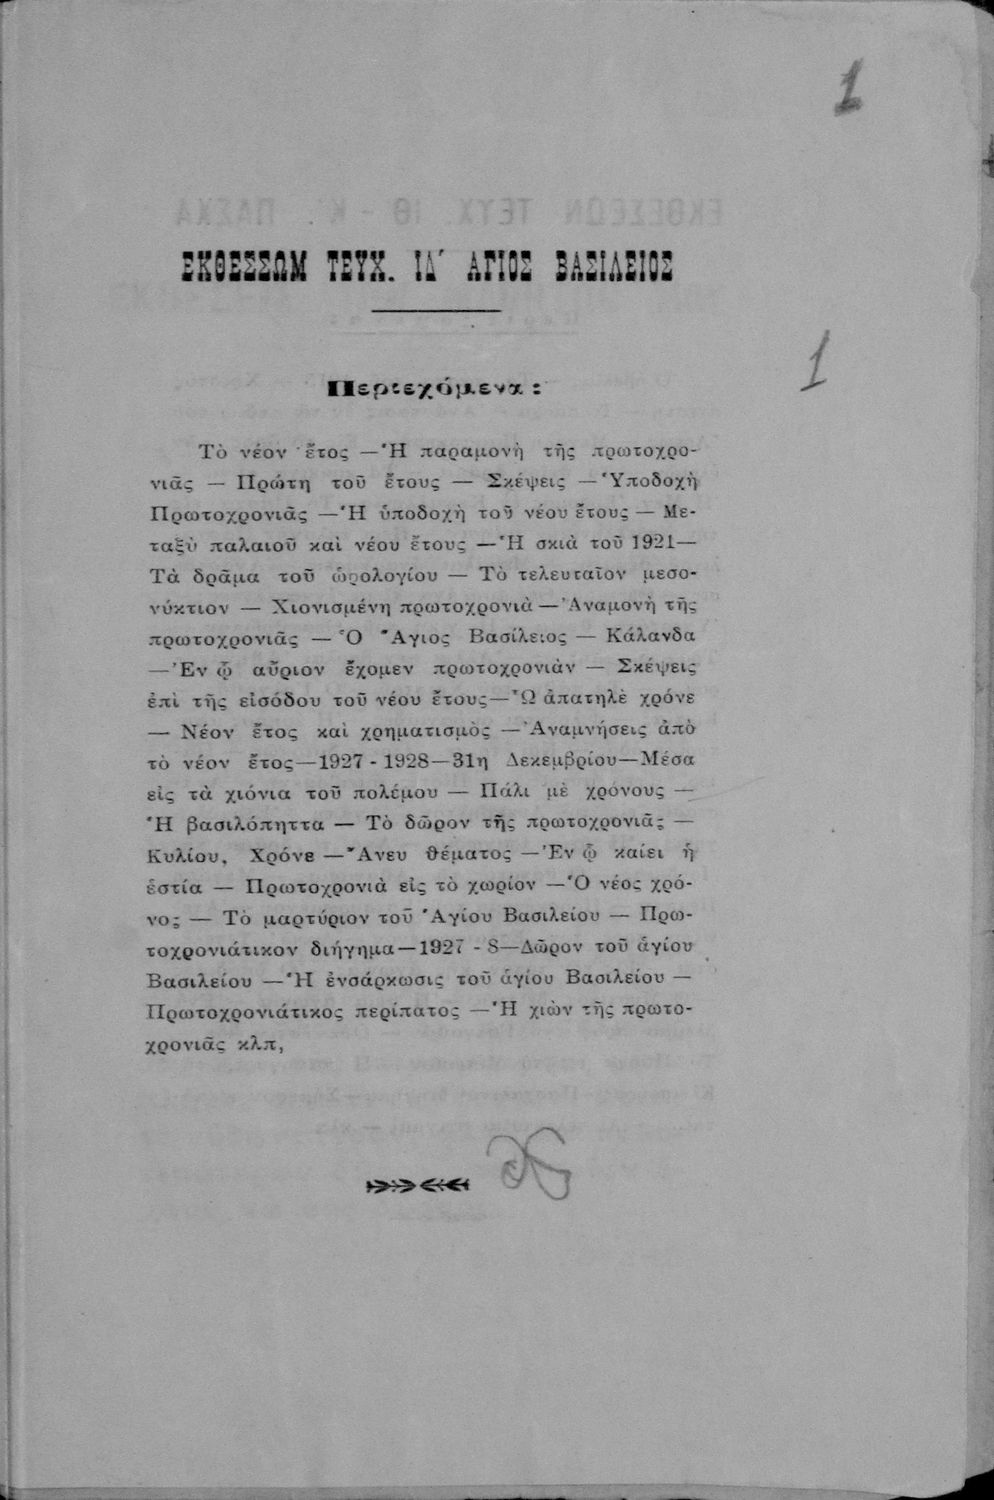 1
ΕΚΘΕΣΣΩΜ ΤΕΥΧ. ΙΔ΄ ΑΓΙΟΣ ΒΑΣΙΛΕΙΟΣ
1
Περιεχόμενα:
Τὸ νέον ἔτος —Ἡ παραμονὴ τῆς πρωτοχρο-
νιᾶς — Πρώτη τοῦ ἔτους — Σκέψεις —Ὑποδοχὴ
Πρωτοχρονιᾶς —Ἡ ὑποδοχὴ τοῦ νέου ἔτους — Με-
ταξὺ παλαιοῦ καὶ νέου ἔτους —Ἡ σκιὰ τοῦ 1921—
Τὰ δρᾶμα τοῦ ὡρολογίου — Τὸ τελευταῖον μεσο-
νύκτιον — Χιονισμένη πρωτοχρονιὰ —Ἀναμονὴ τῆς
πρωτοχρονιᾶς — Ὁ Ἅγιος Βασίλειος — Κάλανδα
—Ἐν ᾧ αὔριον ἔχομεν πρωτοχρονιὰν — Σκέψεις
ἐπὶ τῆς εἰσόδου τοῦ νέου ἔτους—Ὦ ἀπατηλὲ χρόνε
— Νέον ἔτος καὶ χρηματισμὸς —Ἀναμνήσεις ἀπὸ
τὸ νέον ἔτος—1927 - 1928—31η Δεκεμβρίου—Μέσα
εἰς τὰ χιόνια τοῦ πολέμου — Πάλι μὲ χρόνους —
Ἡ βασιλόπηττα — Τὸ δῶρον τῆς πρωτοχρονιᾶς —
Κυλίου, Χρόνε —Ἄνευ θέματος —Ἐν ᾧ καίει ἡ
ἑστία — Πρωτοχρονιὰ εἰς τὸ χωρίον —Ὁ νέος χρό-
νος — Τὸ μαρτύριον τοῦ Ἁγίου Βασιλείου — Πρω-
τοχρονιάτικον διήγημα—1927 - 8—Δῶρον τοῦ ἁγίου
Βασιλείου —Ἡ ἐνσάρκωσις τοῦ ἁγίου Βασιλείου —
Πρωτοχρονιάτικος περίπατος —Ἡ χιὼν τῆς πρωτο-
χρονιᾶς κλπ,